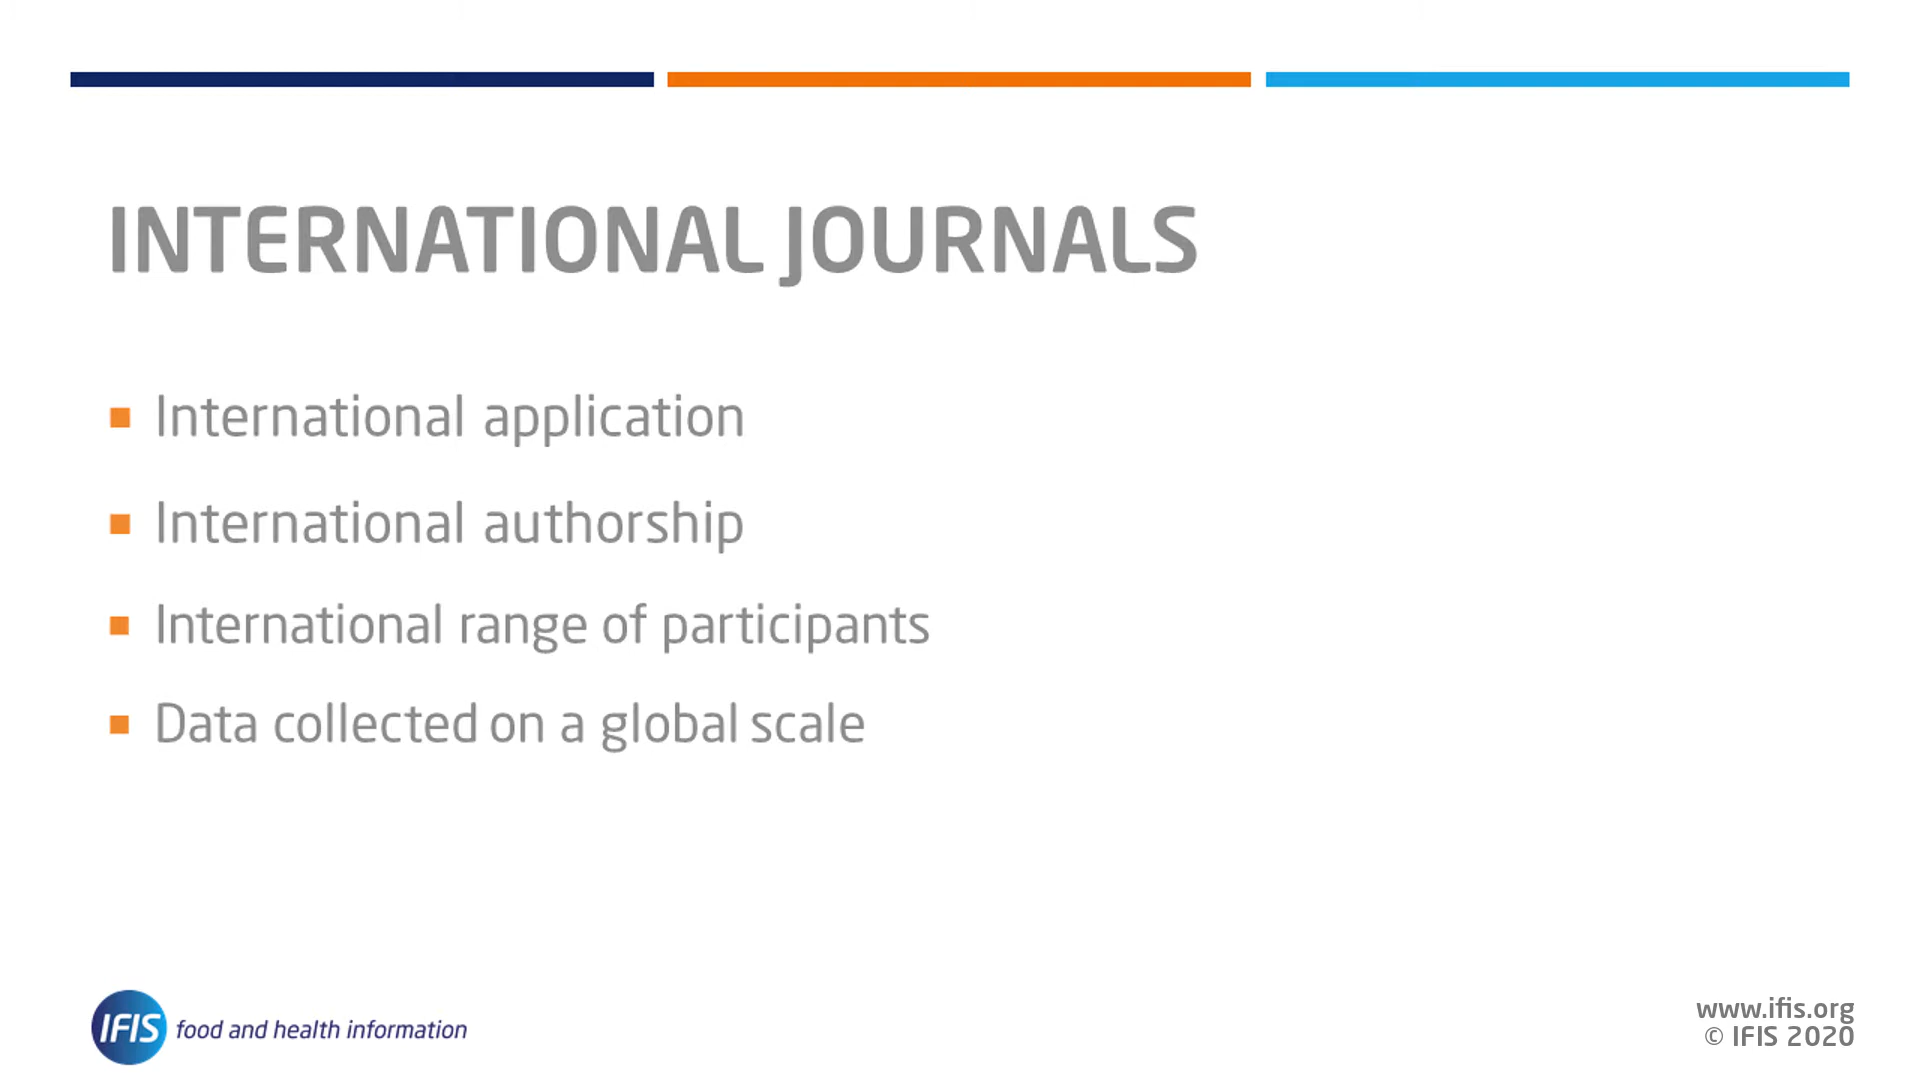 INTERNATIONAL JOURNALS
International application
International authorship
International range of participants
Data collected on a global scale
IFIS food and health information
www.ifis.org
© IFIS 2020